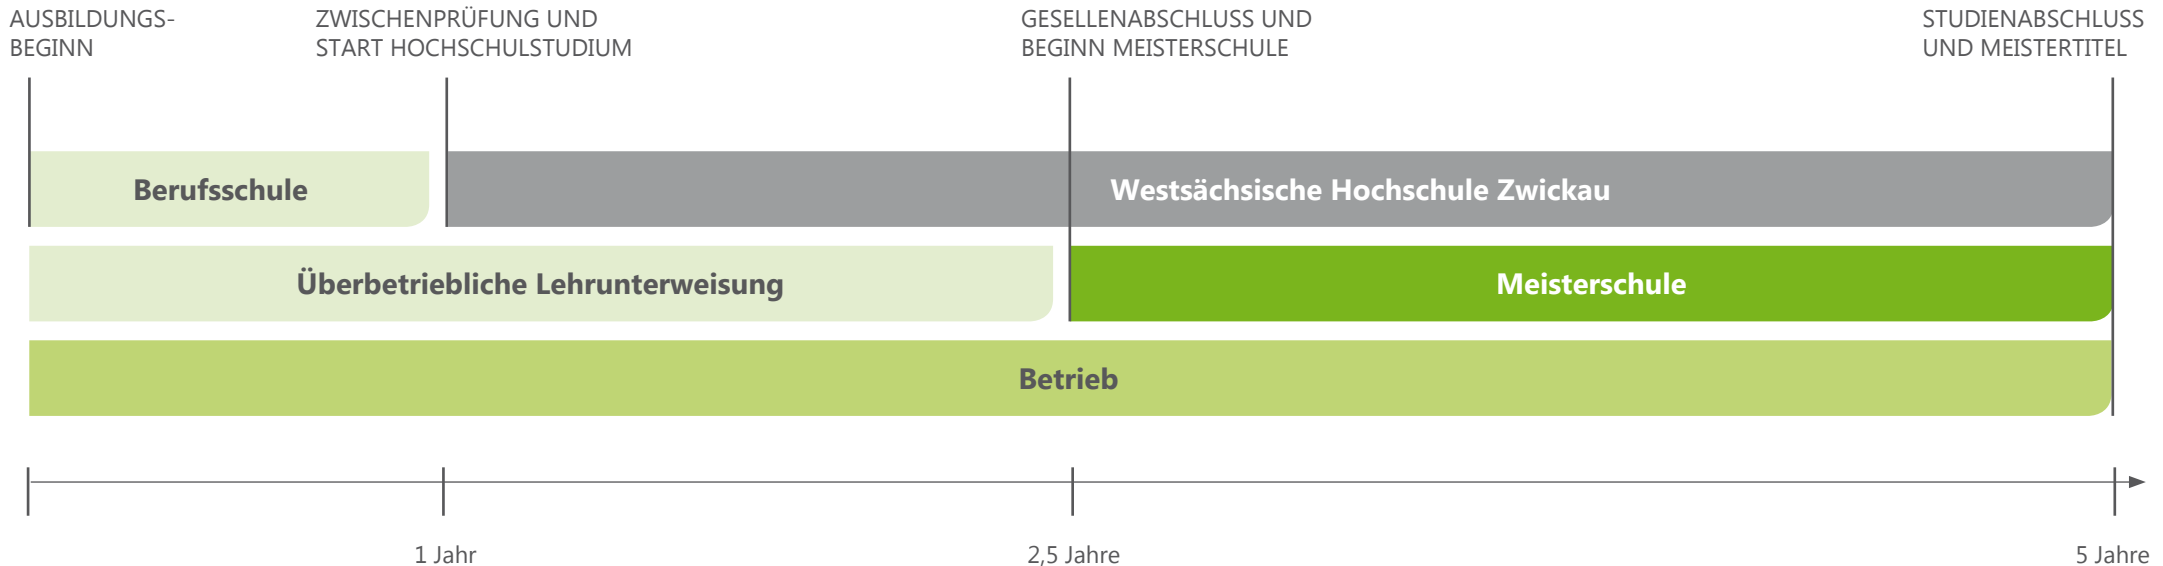 AUSBILDUNGS-
BEGINN
ZWISCHENPRÜFUNG UND
START HOCHSCHULSTUDIUM
GESELLENABSCHLUSS UND
BEGINN MEISTERSCHULE
STUDIENABSCHLUSS
UND MEISTERTITEL
Berufsschule
Westsächsische Hochschule Zwickau
Überbetriebliche Lehrunterweisung
Meisterschule
Betrieb
1 Jahr
2,5 Jahre
5 Jahre